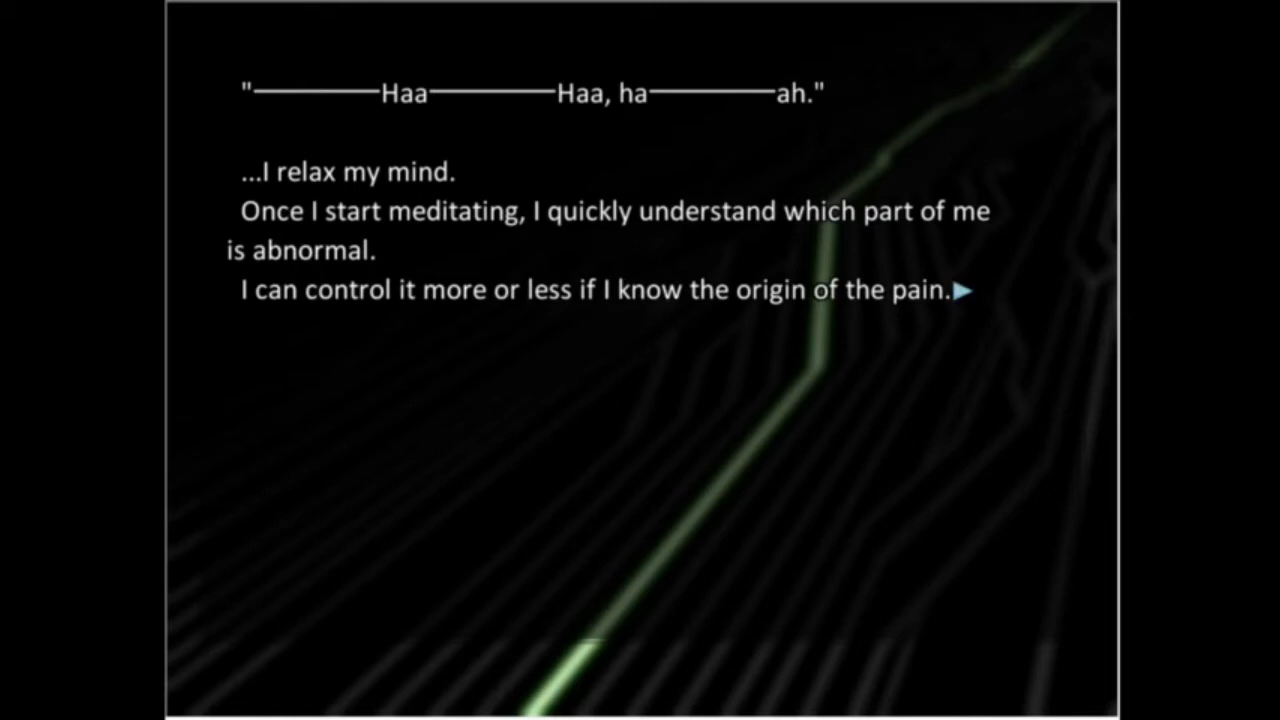 "————Haa————Haa, ha————ah."
...I relax my mind.
Once I start meditating, I quickly understand which part of me
is abnormal.
I can control it more or less if I know the origin of the pain.